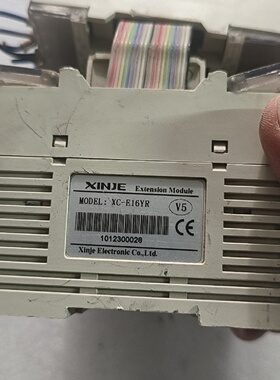 XINJE Extension Module
MODEL: XC-E16YR V5
CE
1012300028
Xinje Electronic Co.,Ltd.